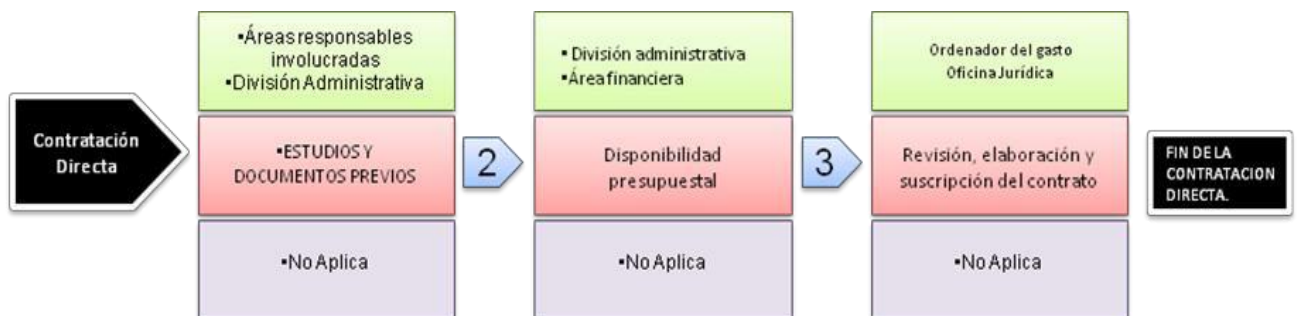 Contratación
Directa
▪Áreas responsables
involucradas
▪División Administrativa
▪ESTUDIOS Y
DOCUMENTOS PREVIOS
▪No Aplica
2
▪ División administrativa
▪Área financiera
Disponibilidad
presupuestal
▪No Aplica
3
Ordenador del gasto
Oficina Jurídica
Revisión, elaboración y
suscripción del contrato
▪No Aplica
FIN DE LA
CONTRATACION
DIRECTA.